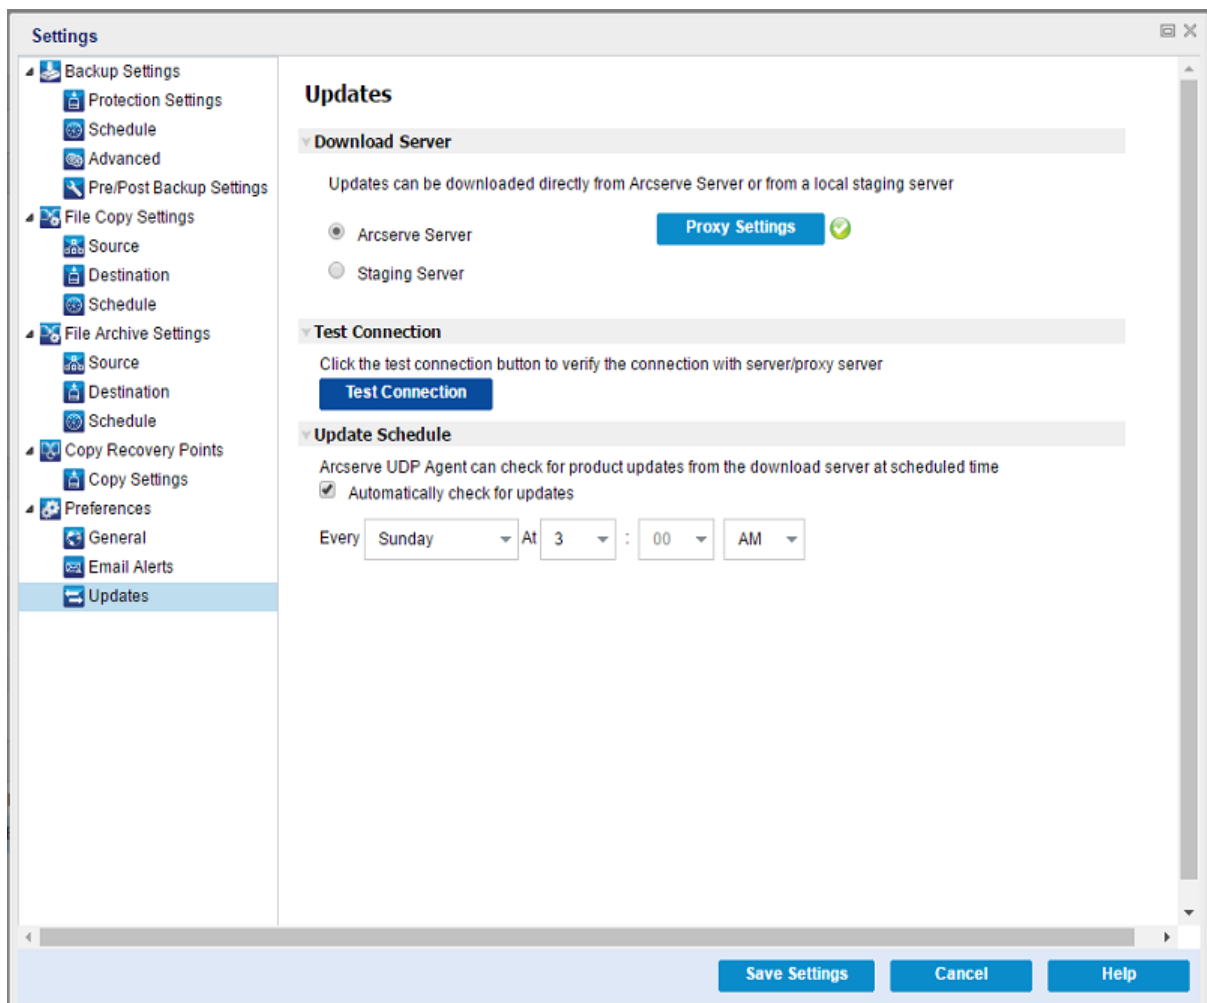 Settings
Backup Settings
Protection Settings
Schedule
Advanced
Pre/Post Backup Settings
File Copy Settings
Source
Destination
Schedule
File Archive Settings
Source
Destination
Schedule
Copy Recovery Points
Copy Settings
Preferences
General
Email Alerts
Updates
Updates
Download Server
Updates can be downloaded directly from Arcserve Server or from a local staging server
Arcserve Server
Proxy Settings
Staging Server
Test Connection
Click the test connection button to verify the connection with server/proxy server
Test Connection
Update Schedule
Arcserve UDP Agent can check for product updates from the download server at scheduled time
Automatically check for updates
Every Sunday At 3 : 00 AM
Save Settings Cancel Help